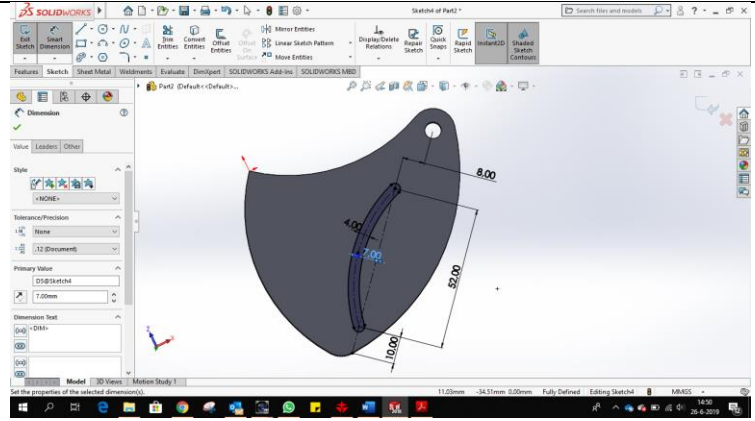 SOLIDWORKS
Sketch4 of Part2 *
Search files and models
Exit Sketch
Smart Dimension
Trim Entities
Convert Entities
Offset Entities
Offset On Surface
Mirror Entities
Linear Sketch Pattern
Move Entities
Display/Delete Relations
Repair Sketch
Quick Snaps
Rapid Sketch
Instant2D
Shaded Sketch Contours
Features Sketch Sheet Metal Weldments Evaluate DimXpert SOLIDWORKS Add-Ins SOLIDWORKS MBD
Part2 (Default<<Default>...
Dimension
Value Leaders Other
Style
<NONE>
Tolerance/Precision
None
.12 (Document)
Primary Value
D5@Sketch4
7.00mm
Dimension Text
<DIM>
8.00
4.00
7.00
52.00
10.00
Model 3D Views Motion Study 1
Set the properties of the selected dimension(s).
11.03mm -34.51mm 0.00mm Fully Defined Editing Sketch4 MMGS
14:50
26-6-2019